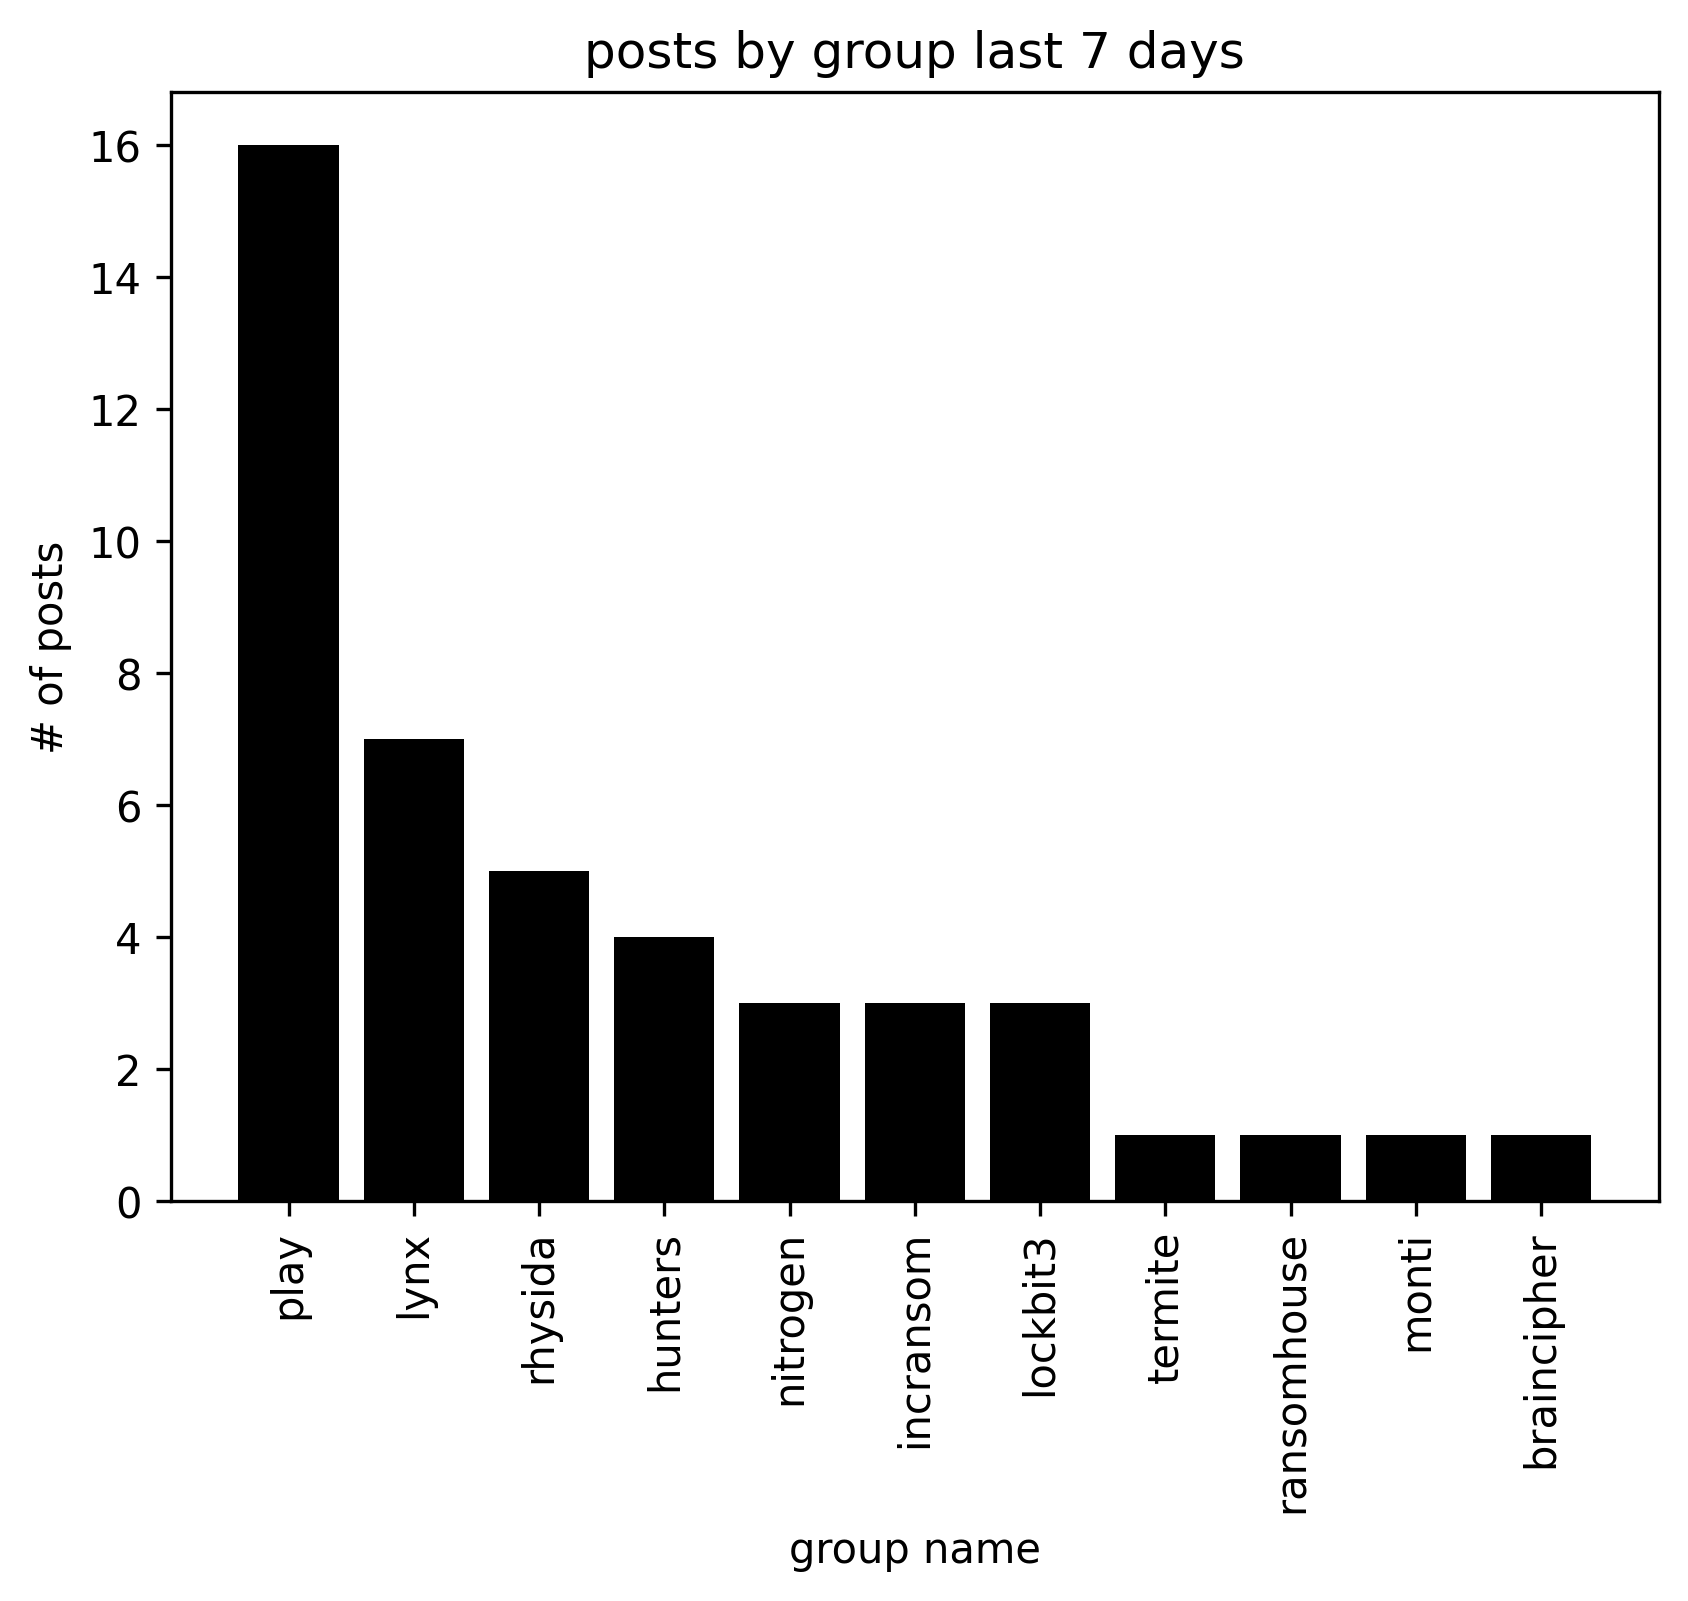 posts by group last 7 days
# of posts
16
14
12
10
8
6
4
2
0
play
lynx
rhysida
hunters
nitrogen
incransom
lockbit3
termite
ransomhouse
monti
braincipher
group name